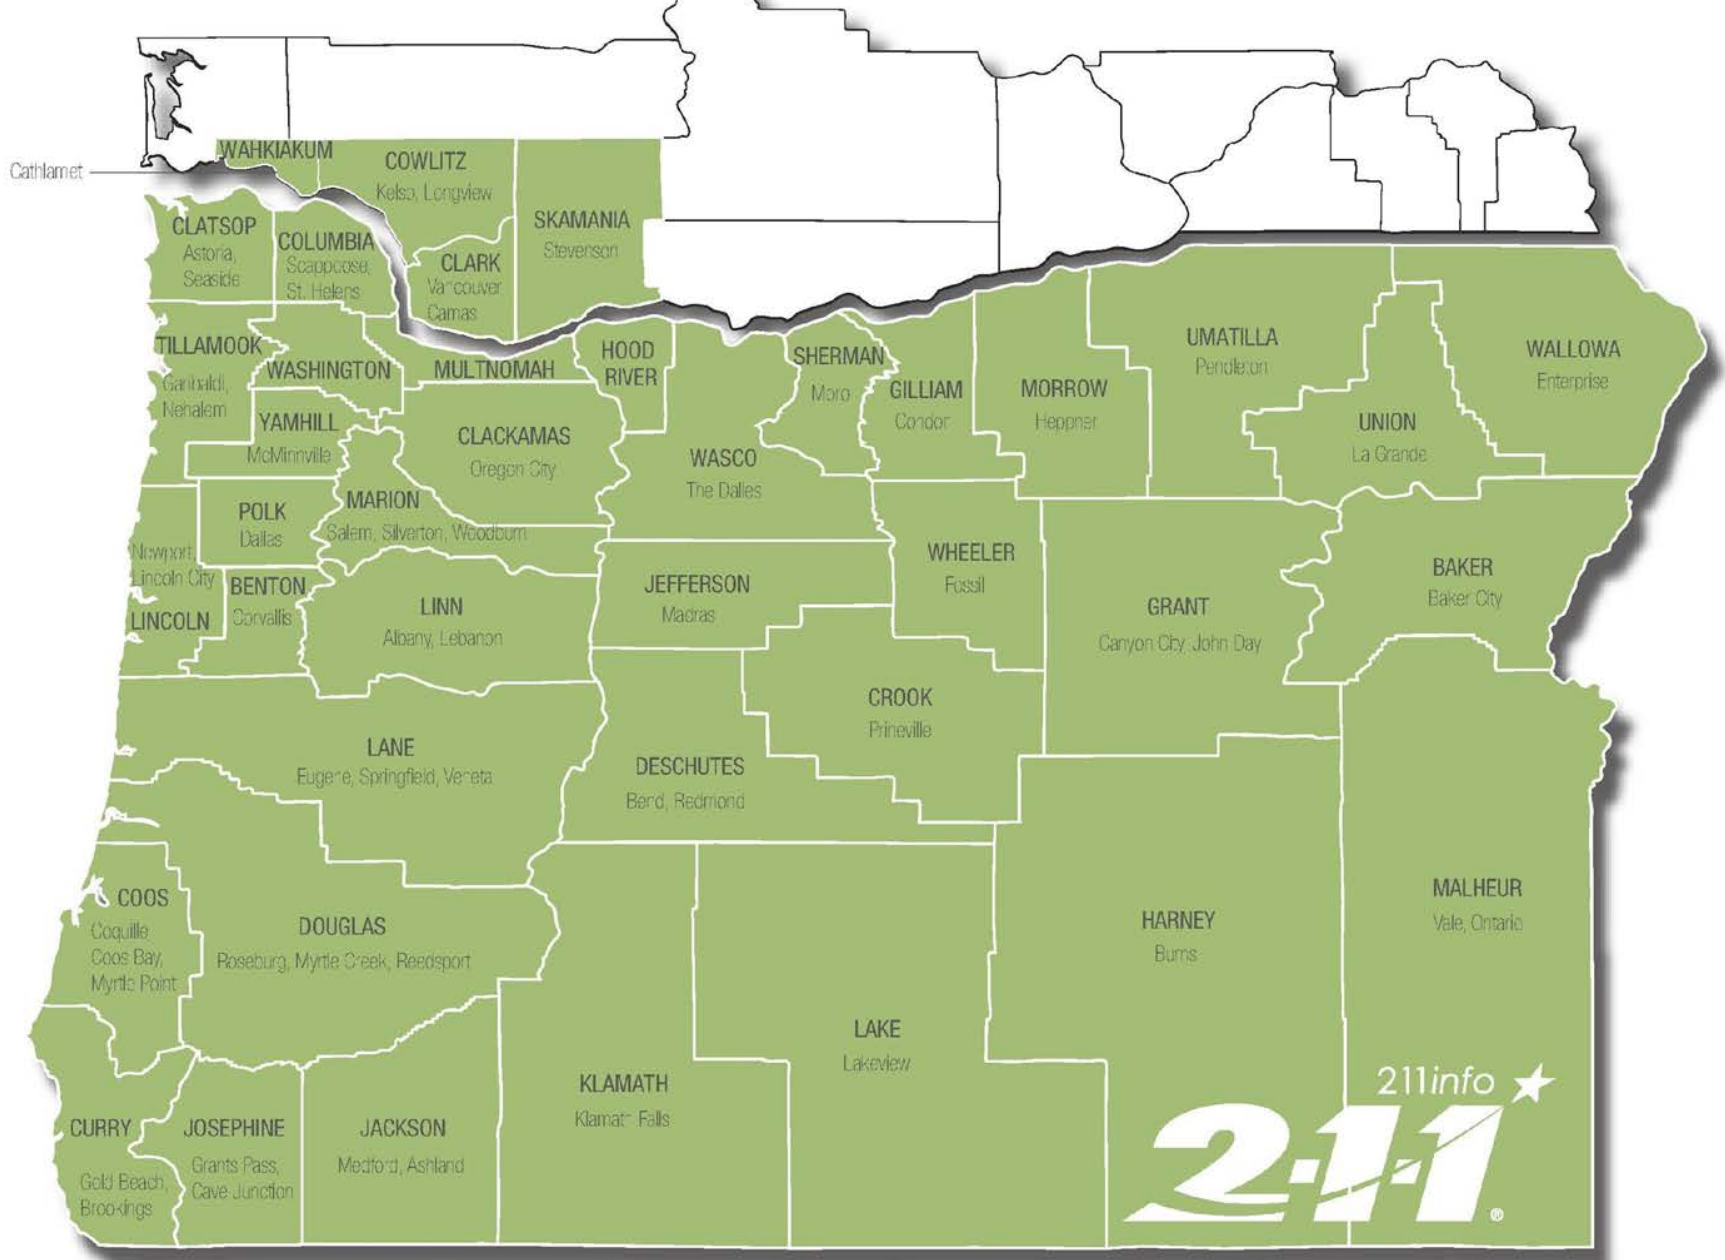 WAHKIAKUM
COWLITZ
Kelso, Longview
Cathlamet
SKAMANIA
Stevenson
CLATSOP
Astoria,
Seaside
COLUMBIA
Scappoose,
St. Helens
CLARK
Vancouver
Camas
TILLAMOOK
Garibaldi,
Nehalem
WASHINGTON
MULTNOMAH
HOOD
RIVER
SHERMAN
Moro
GILLIAM
Condon
MORROW
Heppner
UMATILLA
Pendleton
WALLOWA
Enterprise
UNION
La Grande
YAMHILL
McMinnville
CLACKAMAS
Oregon City
WASCO
The Dalles
POLK
Dallas
MARION
Salem, Silverton, Woodburn
Newport,
Lincoln City
LINCOLN
BENTON
Corvallis
LINN
Albany, Lebanon
JEFFERSON
Madras
WHEELER
Fossil
GRANT
Canyon City, John Day
BAKER
Baker City
CROOK
Prineville
LANE
Eugene, Springfield, Veneta
DESCHUTES
Bend, Redmond
COOS
Coquille
Coos Bay,
Myrtle Point
DOUGLAS
Roseburg, Myrtle Creek, Reedsport
HARNEY
Burns
MALHEUR
Vale, Ontario
LAKE
Lakeview
KLAMATH
Klamath Falls
CURRY
Gold Beach,
Brookings
JOSEPHINE
Grants Pass,
Cave Junction
JACKSON
Medford, Ashland
211info
2-1-1®